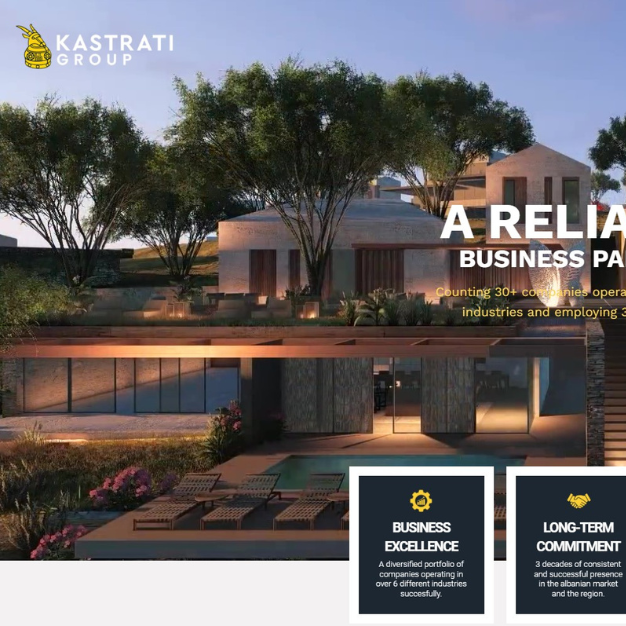 KASTRATI
GROUP
A RELIA
BUSINESS PA
Counting 30+ companies opera
industries and employing 3
BUSINESS
EXCELLENCE
A diversified portfolio of
companies operating in
over 6 different industries
succesfully.
LONG-TERM
COMMITMENT
3 decades of consistent
and successful presence
in the albanian market
and the region.